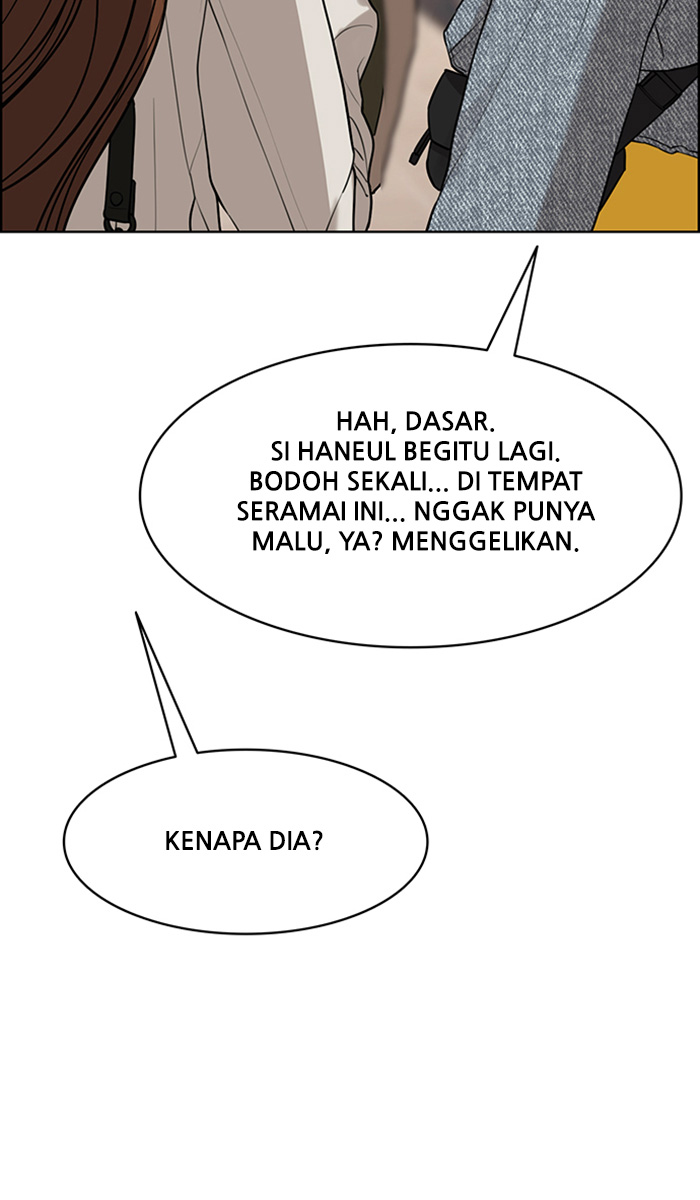 HAH, DASAR.
SI HANEUL BEGITU LAGI.
BODOH SEKALI... DI TEMPAT
SERAMAI INI... NGGAK PUNYA
MALU, YA? MENGGELIKAN.
KENAPA DIA?